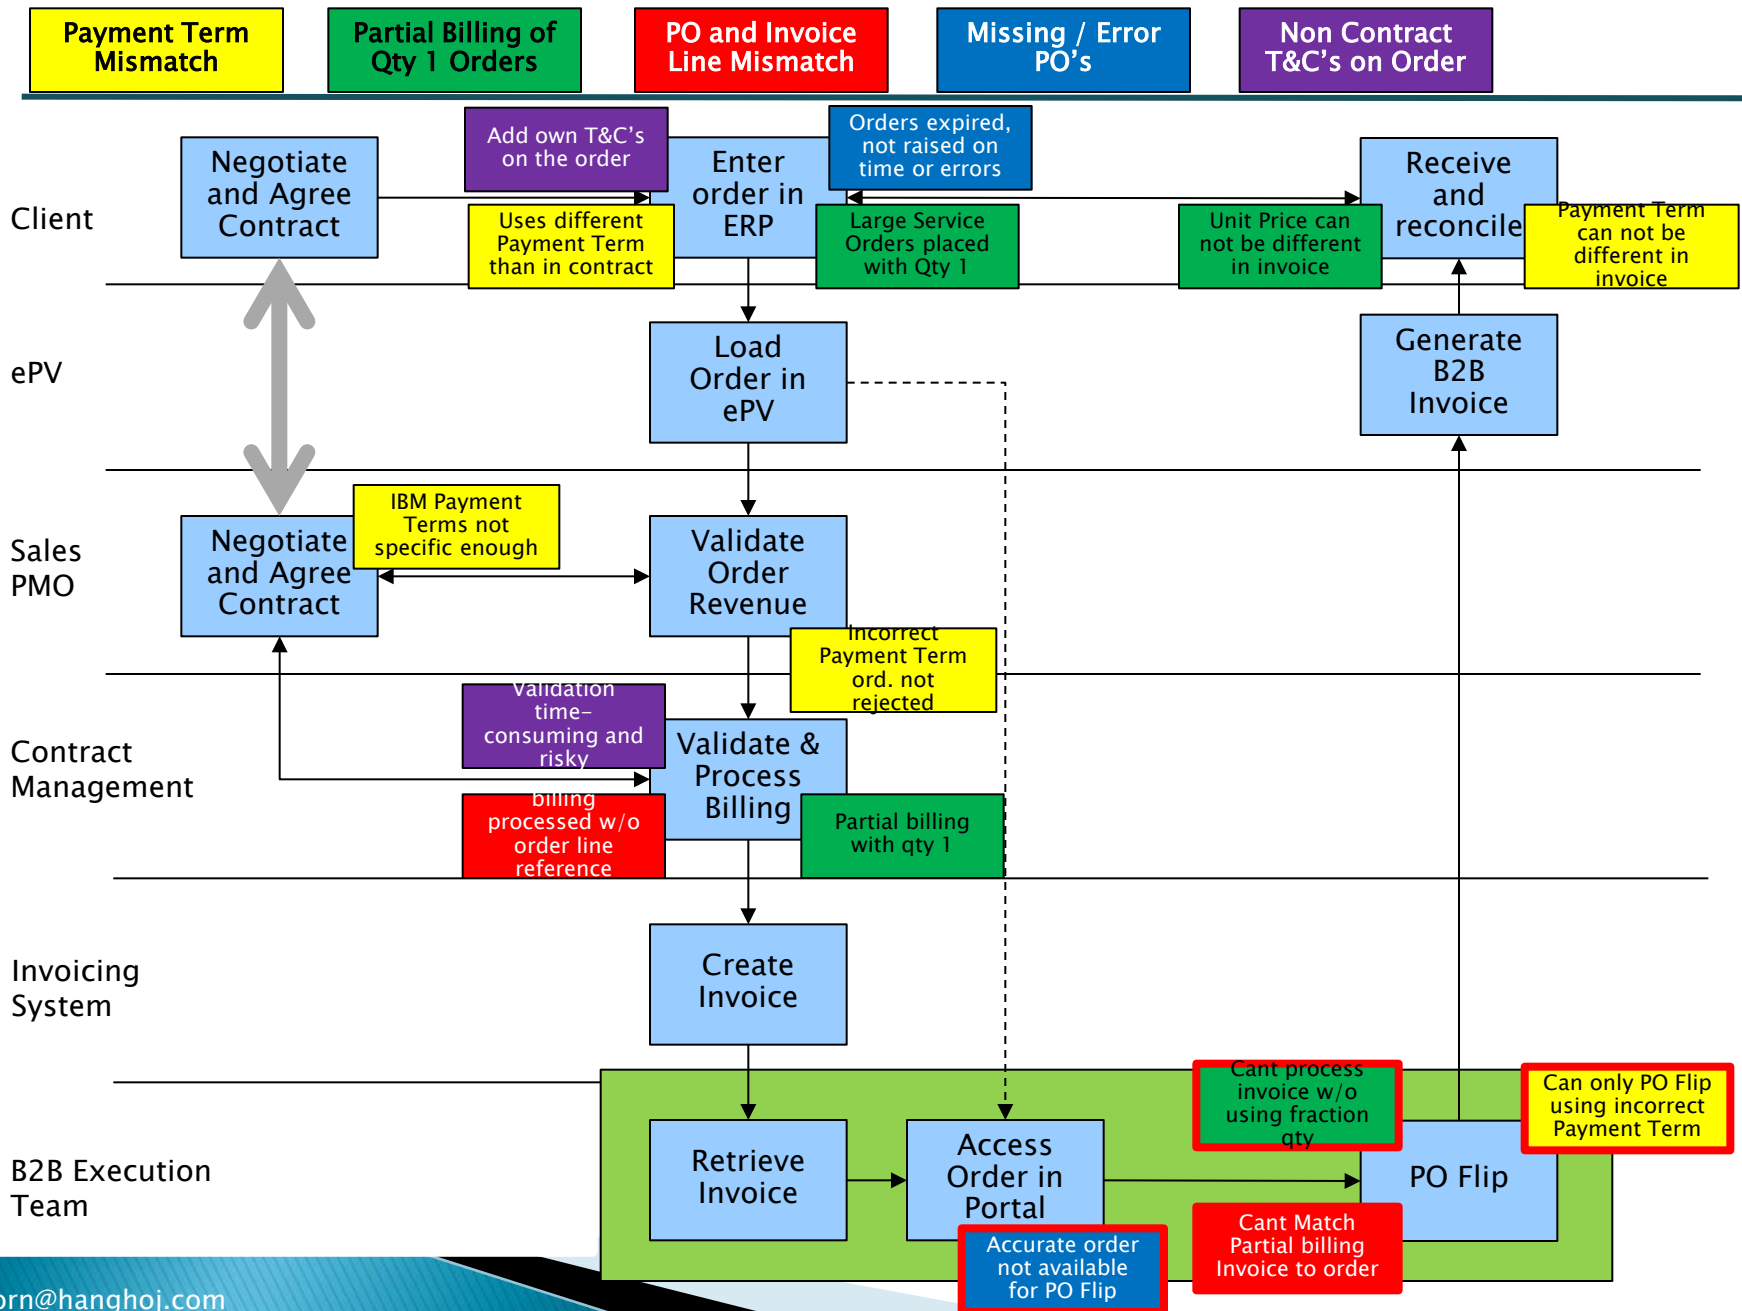 Payment Term
Mismatch
Partial Billing of
Qty 1 Orders
PO and Invoice
Line Mismatch
Missing / Error
PO's
Non Contract
T&C's on Order
Client
Negotiate
and Agree
Contract
Add own T&C's
on the order
Uses different
Payment Term
than in contract
Enter
order in
ERP
Orders expired,
not raised on
time or errors
Large Service
Orders placed
with Qty 1
Unit Price can
not be different
in invoice
Receive
and
reconcile
Payment Term
can not be
different in
invoice
ePV
Load
Order in
ePV
Generate
B2B
Invoice
Sales
PMO
Negotiate
and Agree
Contract
IBM Payment
Terms not
specific enough
Validate
Order
Revenue
Incorrect
Payment Term
ord. not
rejected
Contract
Management
Validation
time-
consuming and
risky
billing
processed w/o
order line
reference
Validate &
Process
Billing
Partial billing
with qty 1
Invoicing
System
Create
Invoice
B2B Execution
Team
Retrieve
Invoice
Access
Order in
Portal
Accurate order
not available
for PO Flip
Cant process
invoice w/o
using fraction
qty
Cant Match
Partial billing
Invoice to order
PO Flip
Can only PO Flip
using incorrect
Payment Term
orn@hanghoj.com